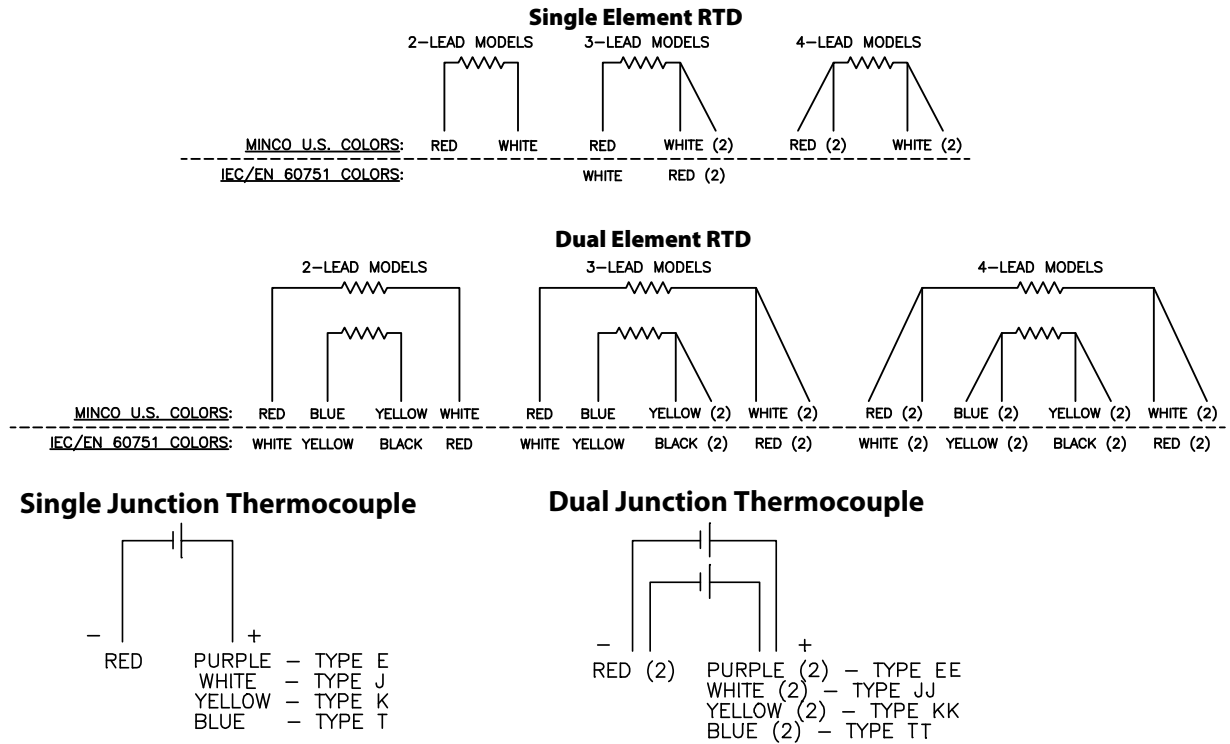 Single Element RTD
2-LEAD MODELS 3-LEAD MODELS 4-LEAD MODELS
MINCO U.S. COLORS: RED WHITE RED WHITE (2) RED (2) WHITE (2)
IEC/EN 60751 COLORS: WHITE RED (2)
Dual Element RTD
2-LEAD MODELS 3-LEAD MODELS 4-LEAD MODELS
MINCO U.S. COLORS: RED BLUE YELLOW WHITE RED BLUE YELLOW (2) WHITE (2) RED (2) BLUE (2) YELLOW (2) WHITE (2)
IEC/EN 60751 COLORS: WHITE YELLOW BLACK RED WHITE YELLOW BLACK (2) RED (2) WHITE (2) YELLOW (2) BLACK (2) RED (2)
Single Junction Thermocouple
- +
RED PURPLE - TYPE E
WHITE - TYPE J
YELLOW - TYPE K
BLUE - TYPE T
Dual Junction Thermocouple
- +
RED (2) PURPLE (2) - TYPE EE
WHITE (2) - TYPE JJ
YELLOW (2) - TYPE KK
BLUE (2) - TYPE TT